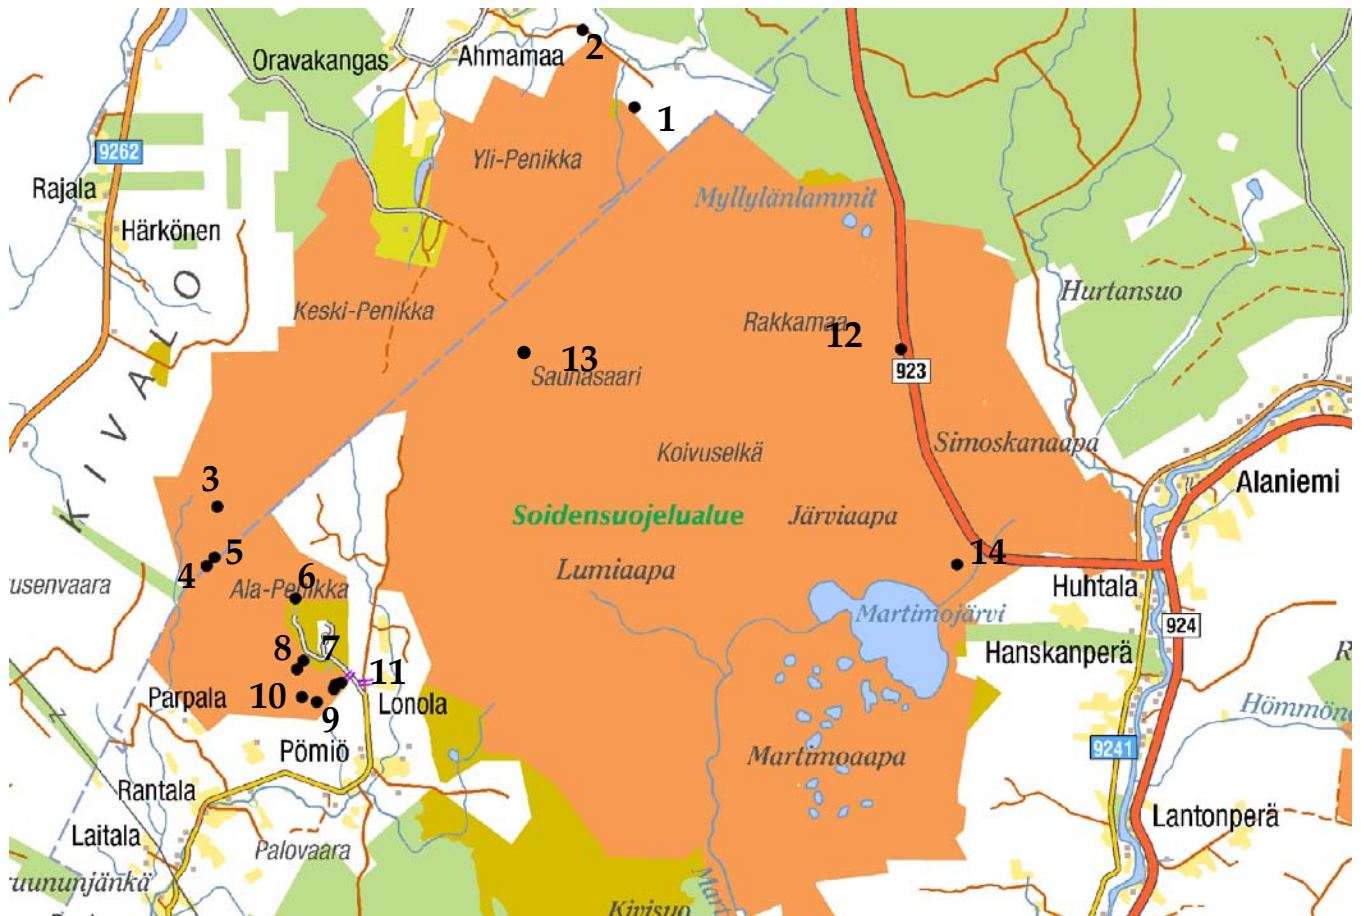 Oravakangas
Ahmamaa
2
1
9262
Rajala
Härkönen
Yli-Penikka
Myllylänlammit
KIVALO
Keski-Penikka
Hurtansuo
Rakkamaa
12
13
Saunasaari
923
Koivuselkä
Simoskanaapa
Alaniemi
3
Soidensuojelualue
Järviaapa
5
4
14
Lumiaapa
usenvaara
Ala-Penikka
6
Huhtala
Martimojärvi
924
8
7
Hanskanperä
11
10
Parpala
9
Lonola
Pömiö
Martimoaapa
9241
Rantala
Laitala
Palovaara
Lantonperä
ruununjänkä
Kivisuo